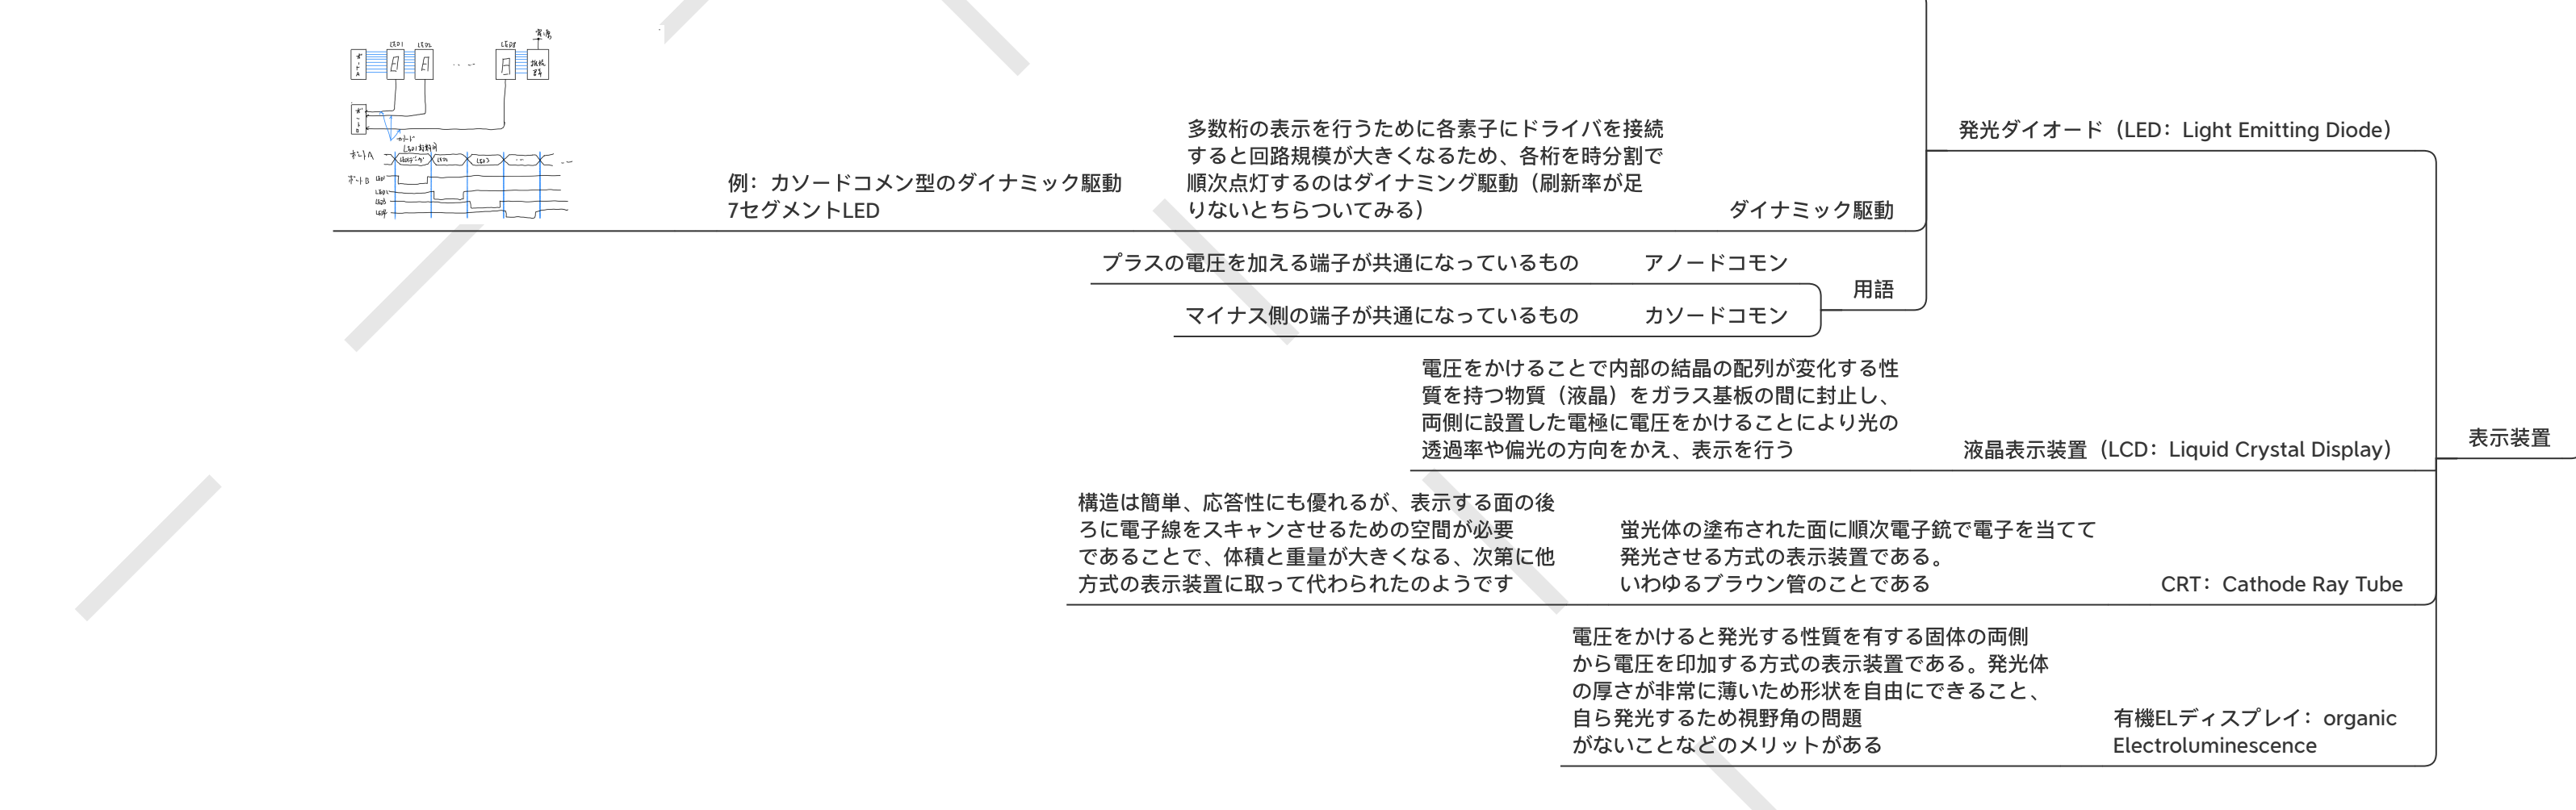 表示装置
発光ダイオード（LED：Light Emitting Diode）
ダイナミック駆動
多数桁の表示を行うために各素子にドライバを接続
すると回路規模が大きくなるため、各桁を時分割で
順次点灯するのはダイナミング駆動（刷新率が足
りないとちらついてみる）
例：カソードコメン型のダイナミック駆動
7セグメントLED
LED1
LED2
LED8
電源
抵抗
ポートA
ポートB
カソード
ポートA
ポートB
用語
アノードコモン
プラスの電圧を加える端子が共通になっているもの
カソードコモン
マイナス側の端子が共通になっているもの
液晶表示装置（LCD：Liquid Crystal Display）
電圧をかけることで内部の結晶の配列が変化する性
質を持つ物質（液晶）をガラス基板の間に封止し、
両側に設置した電極に電圧をかけることにより光の
透過率や偏光の方向をかえ、表示を行う
CRT：Cathode Ray Tube
蛍光体の塗布された面に順次電子銃で電子を当てて
発光させる方式の表示装置である。
いわゆるブラウン管のことである
構造は簡単、応答性にも優れるが、表示する面の後
ろに電子線をスキャンさせるための空間が必要
であることで、体積と重量が大きくなる、次第に他
方式の表示装置に取って代わられたのようです
有機ELディスプレイ：organic
Electroluminescence
電圧をかけると発光する性質を有する固体の両側
から電圧を印加する方式の表示装置である。発光体
の厚さが非常に薄いため形状を自由にできること、
自ら発光するため視野角の問題
がないことなどのメリットがある